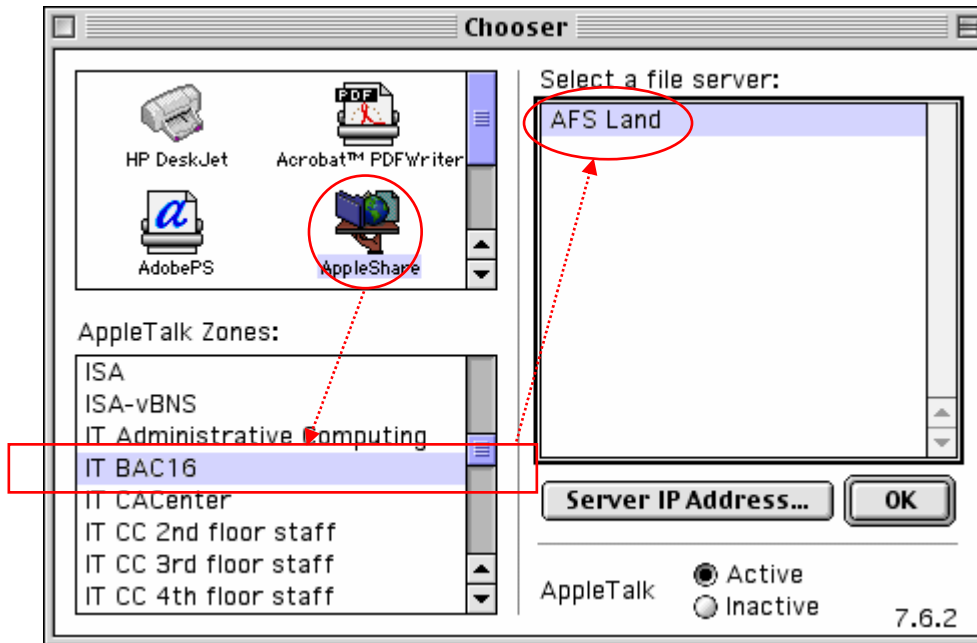 Chooser
HP DeskJet
PDF
Acrobat™ PDFWriter
a
AdobePS
AppleShare
AppleTalk Zones:
ISA
ISA-vBNS
IT Administrative Computing
IT BAC16
IT CACenter
IT CC 2nd floor staff
IT CC 3rd floor staff
IT CC 4th floor staff
Select a file server:
AFS Land
Server IP Address...
OK
AppleTalk
Active
Inactive
7.6.2